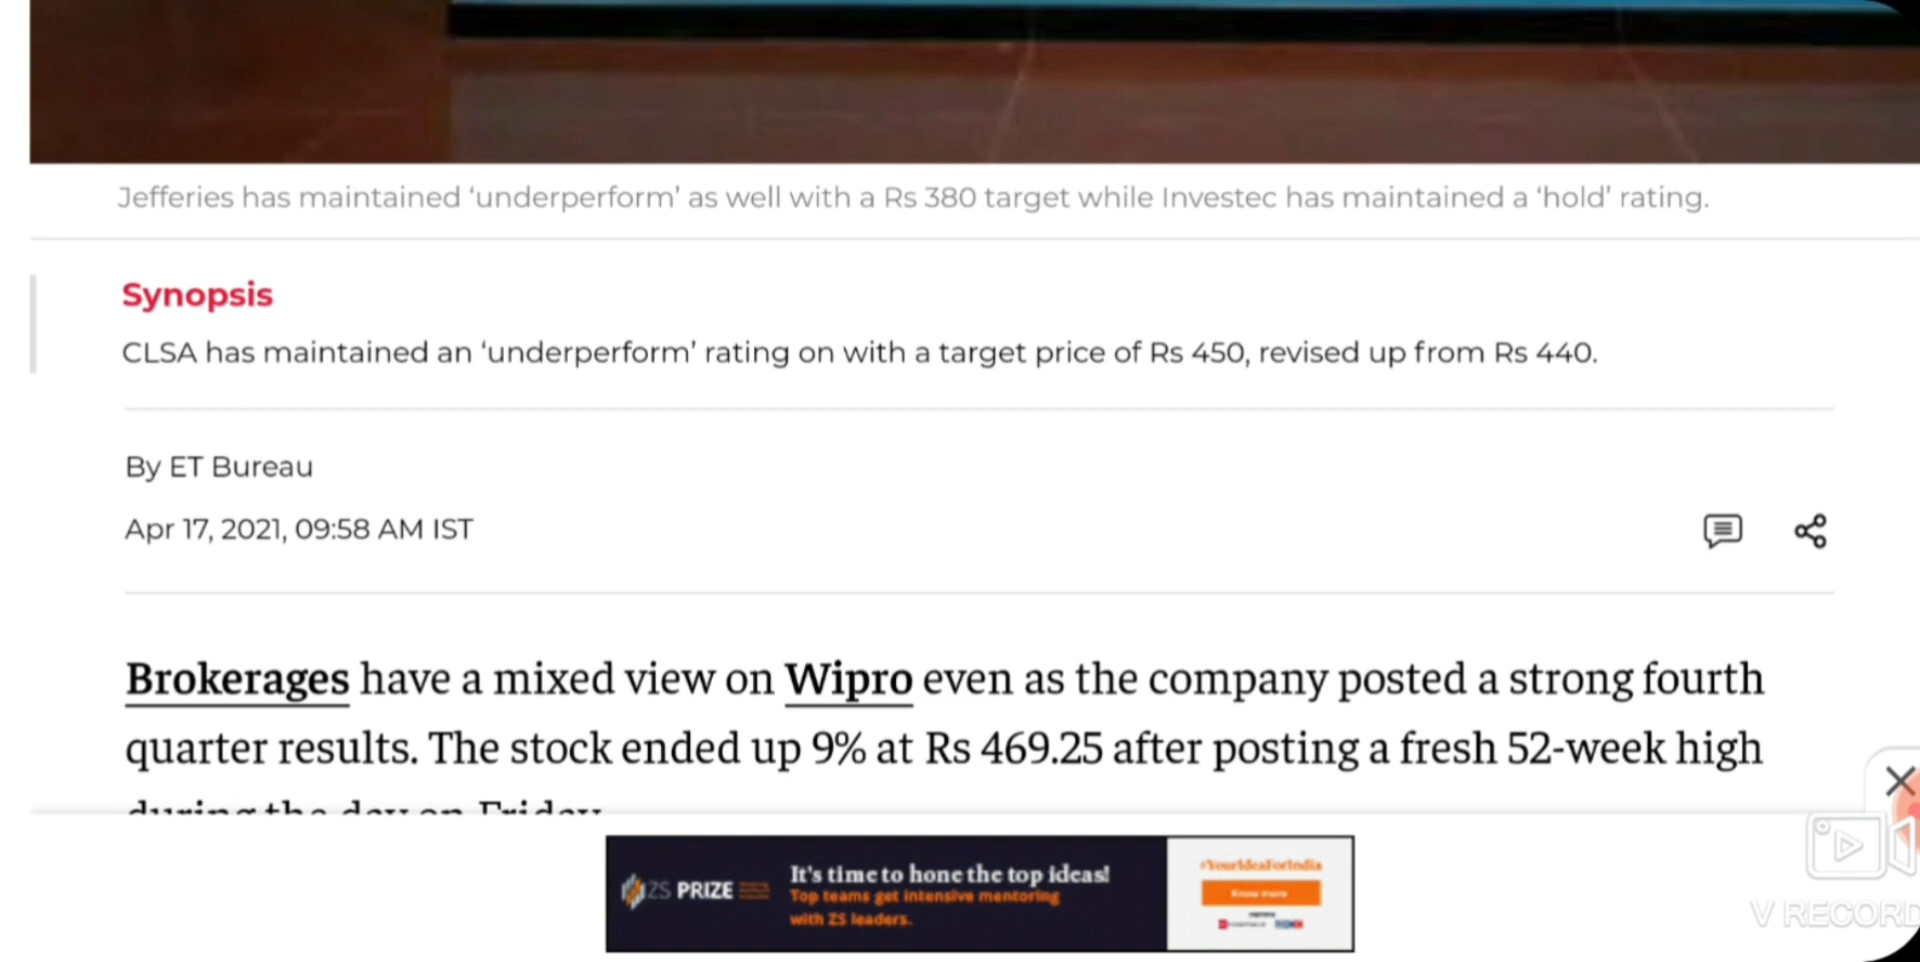 Jefferies has maintained ‘underperform’ as well with a Rs 380 target while Investec has maintained a ‘hold’ rating.
Synopsis
CLSA has maintained an ‘underperform’ rating on with a target price of Rs 450, revised up from Rs 440.
By ET Bureau
Apr 17, 2021, 09:58 AM IST
Brokerages have a mixed view on Wipro even as the company posted a strong fourth
quarter results. The stock ended up 9% at Rs 469.25 after posting a fresh 52-week high
during the day on Friday.
ZS PRIZE
It's time to hone the top ideas!
Top teams get intensive mentoring
with ZS leaders.
#YourIdeaForIndia
Know more
V RECORD